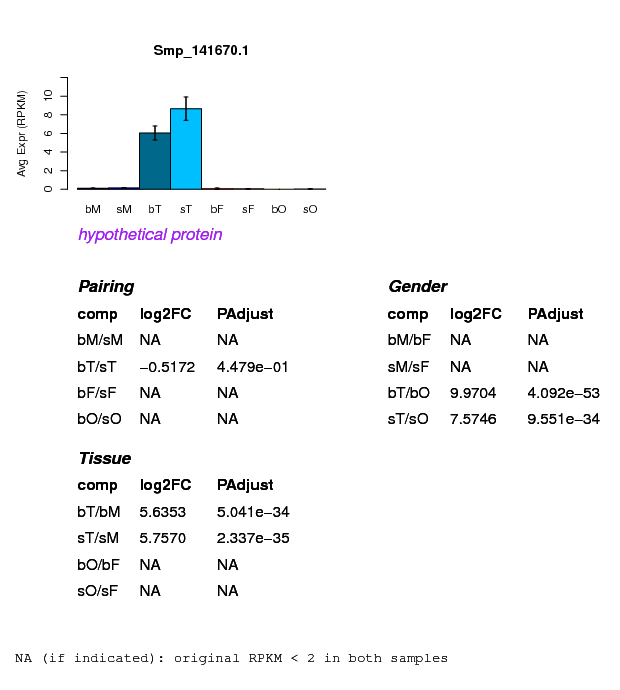 Smp_141670.1
Avg Expr (RPKM)
0 2 4 6 8 10
bM sM bT sT bF sF bO sO
hypothetical protein
Pairing
comp log2FC PAdjust
bM/sM NA NA
bT/sT −0.5172 4.479e−01
bF/sF NA NA
bO/sO NA NA
Gender
comp log2FC PAdjust
bM/bF NA NA
sM/sF NA NA
bT/bO 9.9704 4.092e−53
sT/sO 7.5746 9.551e−34
Tissue
comp log2FC PAdjust
bT/bM 5.6353 5.041e−34
sT/sM 5.7570 2.337e−35
bO/bF NA NA
sO/sF NA NA
NA (if indicated): original RPKM < 2 in both samples